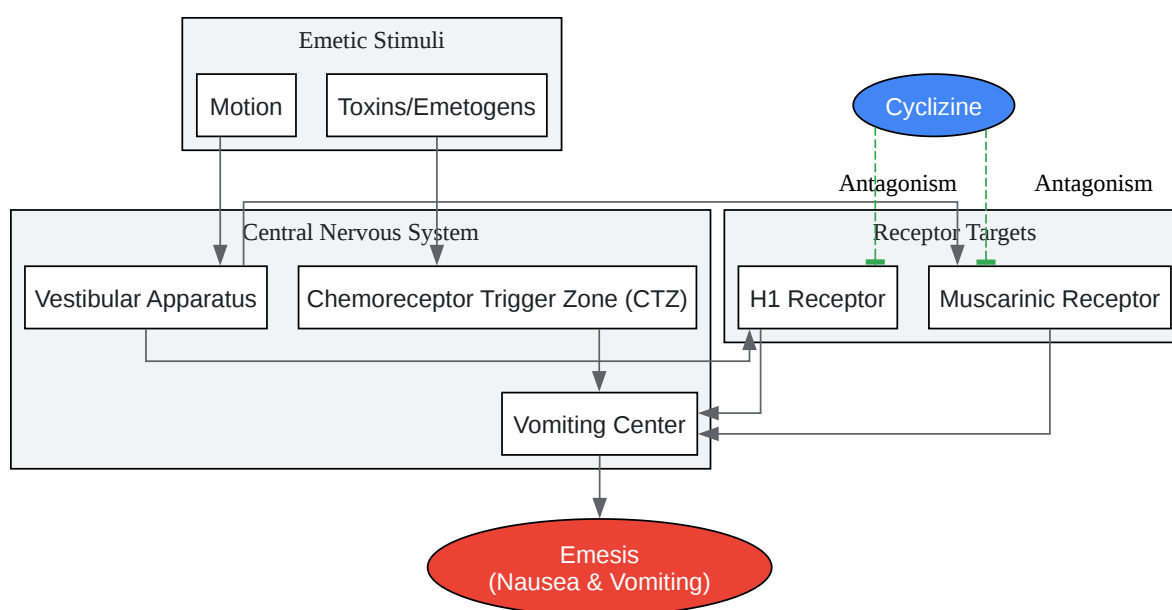 Emetic Stimuli
Motion
Toxins/Emetogens
Cyclizine
Antagonism
Antagonism
Central Nervous System
Receptor Targets
Vestibular Apparatus
Chemoreceptor Trigger Zone (CTZ)
H1 Receptor
Muscarinic Receptor
Vomiting Center
Emesis
(Nausea & Vomiting)